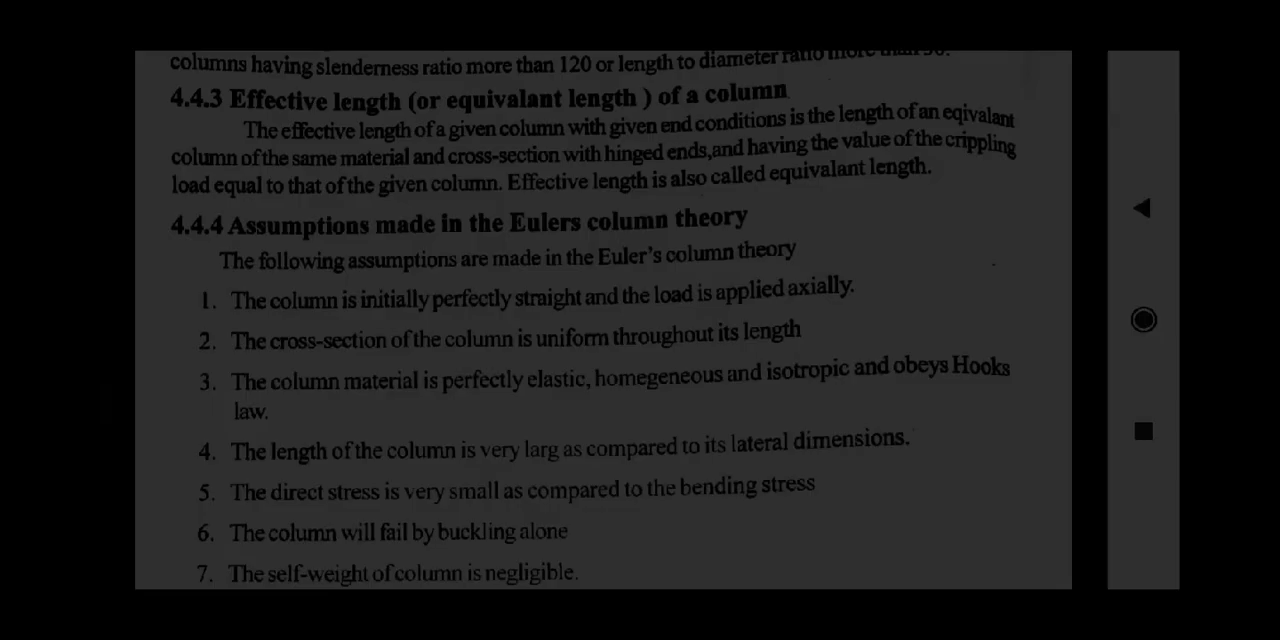 columns having slenderness ratio more than 120 or length to diameter ratio more than 30.
4.4.3 Effective length (or equivalant length ) of a column
The effective length of a given column with given end conditions is the length of an eqivalant
column of the same material and cross-section with hinged ends,and having the value of the crippling
load equal to that of the given column. Effective length is also called equivalant length.
4.4.4 Assumptions made in the Eulers column theory
The following assumptions are made in the Euler's column theory
1. The column is initially perfectly straight and the load is applied axially.
2. The cross-section of the column is uniform throughout its length
3. The column material is perfectly elastic, homegeneous and isotropic and obeys Hooks
law.
4. The length of the column is very larg as compared to its lateral dimensions.
5. The direct stress is very small as compared to the bending stress
6. The column will fail by buckling alone
7. The self-weight of column is negligible.